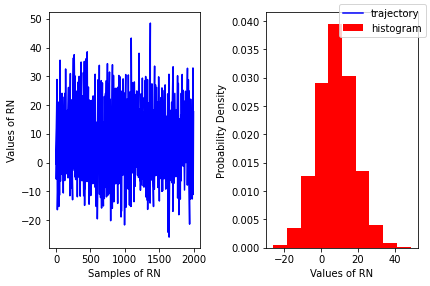 trajectory
histogram
Values of RN
50
40
30
20
10
0
−10
−20
0 500 1000 1500 2000
Samples of RN
Probability Density
0.040
0.035
0.030
0.025
0.020
0.015
0.010
0.005
0.000
−20 0 20 40
Values of RN